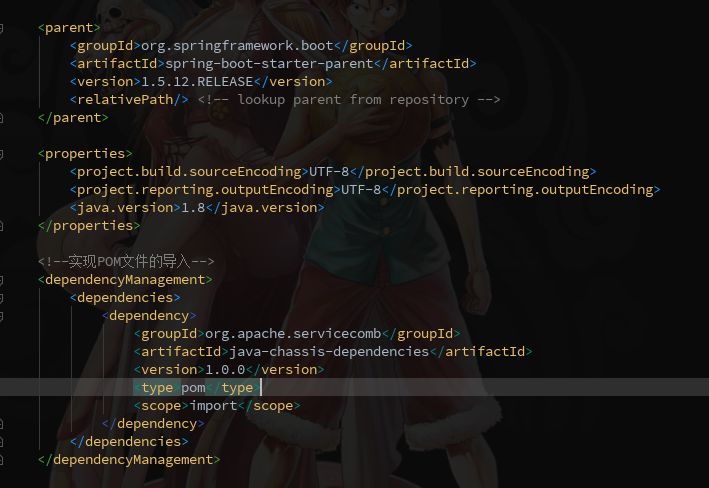 <parent>
<groupId>org.springframework.boot</groupId>
<artifactId>spring-boot-starter-parent</artifactId>
<version>1.5.12.RELEASE</version>
<relativePath/> <!-- lookup parent from repository -->
</parent>
<properties>
<project.build.sourceEncoding>UTF-8</project.build.sourceEncoding>
<project.reporting.outputEncoding>UTF-8</project.reporting.outputEncoding>
<java.version>1.8</java.version>
</properties>
<!--实现POM文件的导入-->
<dependencyManagement>
<dependencies>
<dependency>
<groupId>org.apache.servicecomb</groupId>
<artifactId>java-chassis-dependencies</artifactId>
<version>1.0.0</version>
<type>pom</type>
<scope>import</scope>
</dependency>
</dependencies>
</dependencyManagement>